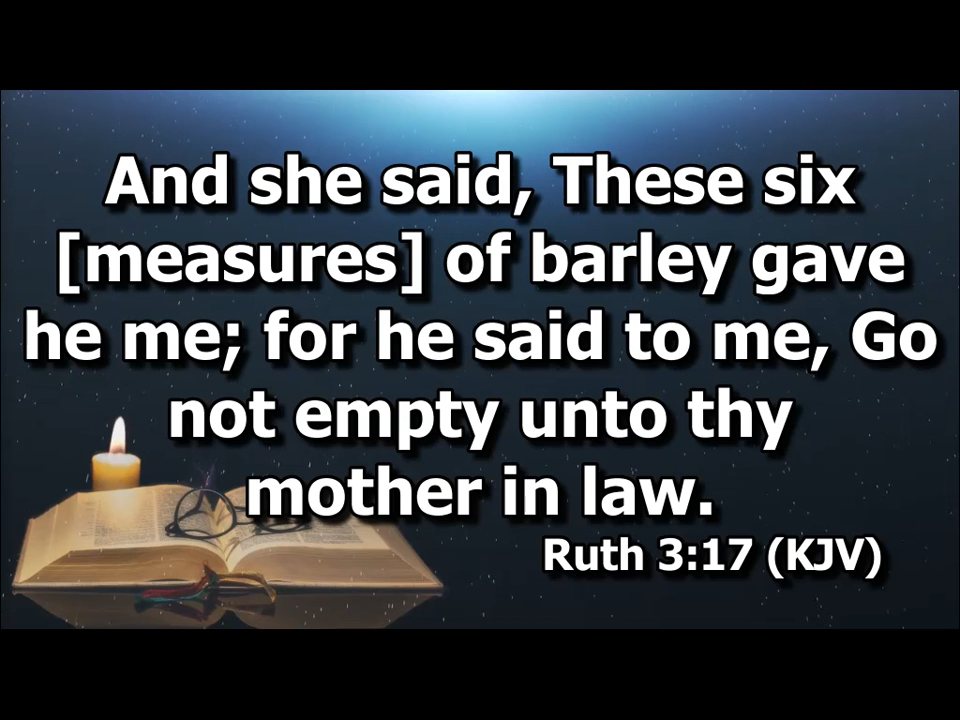 And she said, These six
[measures] of barley gave
he me; for he said to me, Go
not empty unto thy
mother in law.
Ruth 3:17 (KJV)